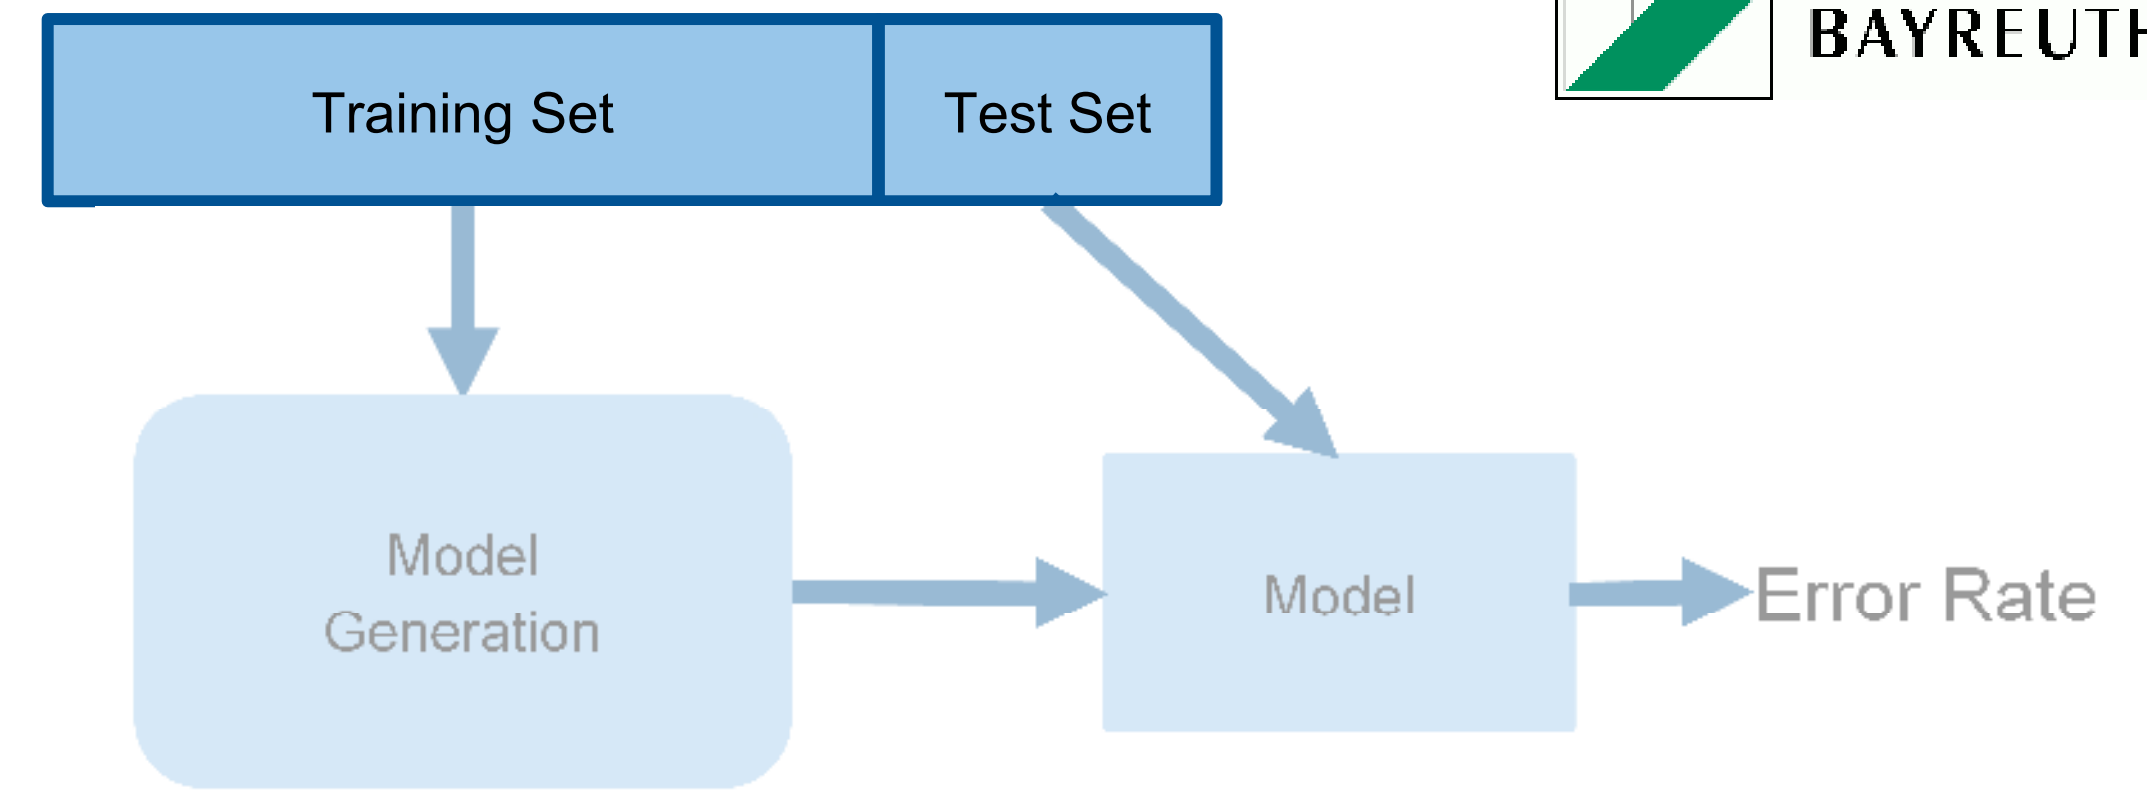 BAYREUTH
Training Set
Test Set
Model
Generation
Model
Error Rate